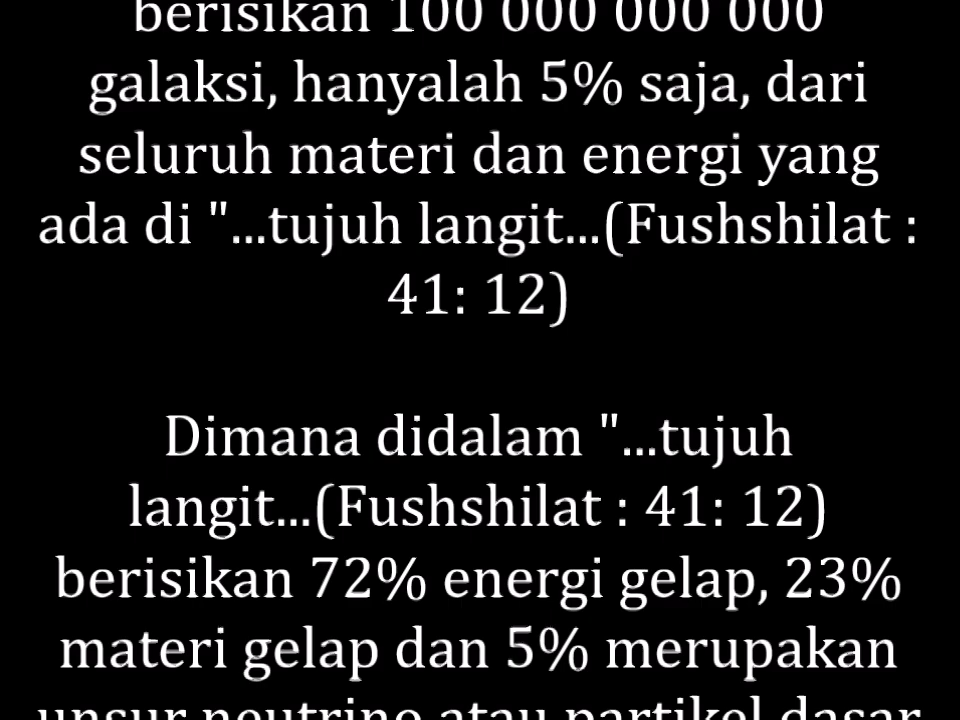 berisikan 100 000 000 000
galaksi, hanyalah 5% saja, dari
seluruh materi dan energi yang
ada di "...tujuh langit...(Fushshilat :
41: 12)
Dimana didalam "...tujuh
langit...(Fushshilat : 41: 12)
berisikan 72% energi gelap, 23%
materi gelap dan 5% merupakan
unsur neutrino atau partikel dasar